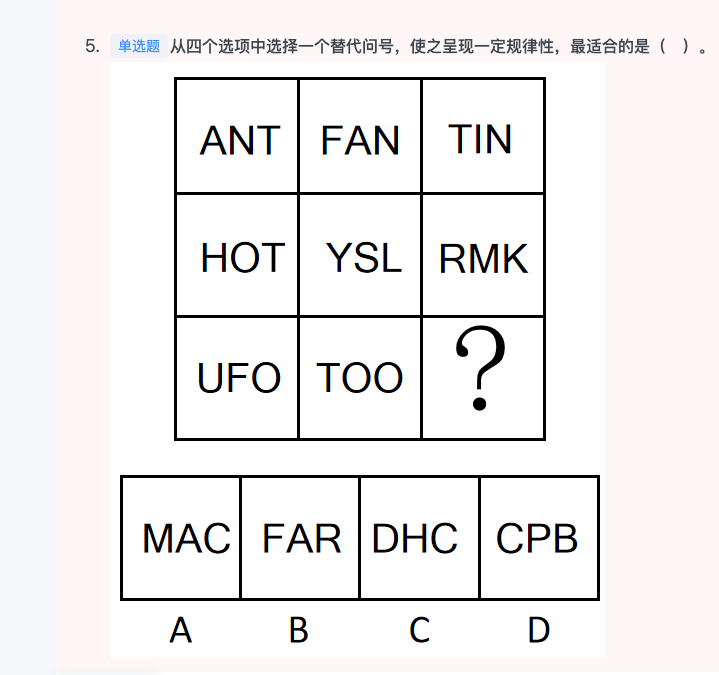 5. 单选题 从四个选项中选择一个替代问号，使之呈现一定规律性，最适合的是（ ）。
ANT FAN TIN
HOT YSL RMK
UFO TOO ?
MAC FAR DHC CPB
A B C D